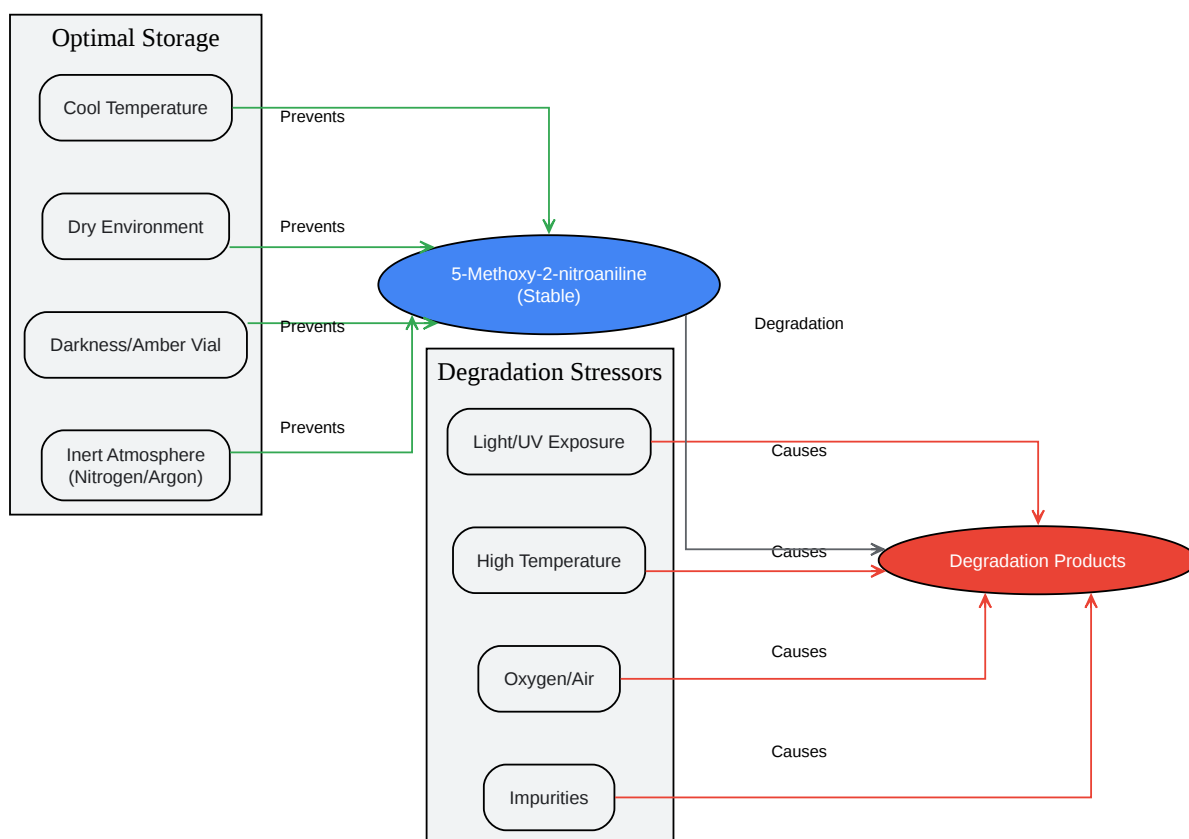 Optimal Storage
Cool Temperature
Prevents
Dry Environment
Prevents
5-Methoxy-2-nitroaniline
(Stable)
Darkness/Amber Vial
Prevents
Degradation
Inert Atmosphere
(Nitrogen/Argon)
Prevents
Degradation Stressors
Light/UV Exposure
Causes
High Temperature
Causes
Degradation Products
Oxygen/Air
Causes
Impurities
Causes